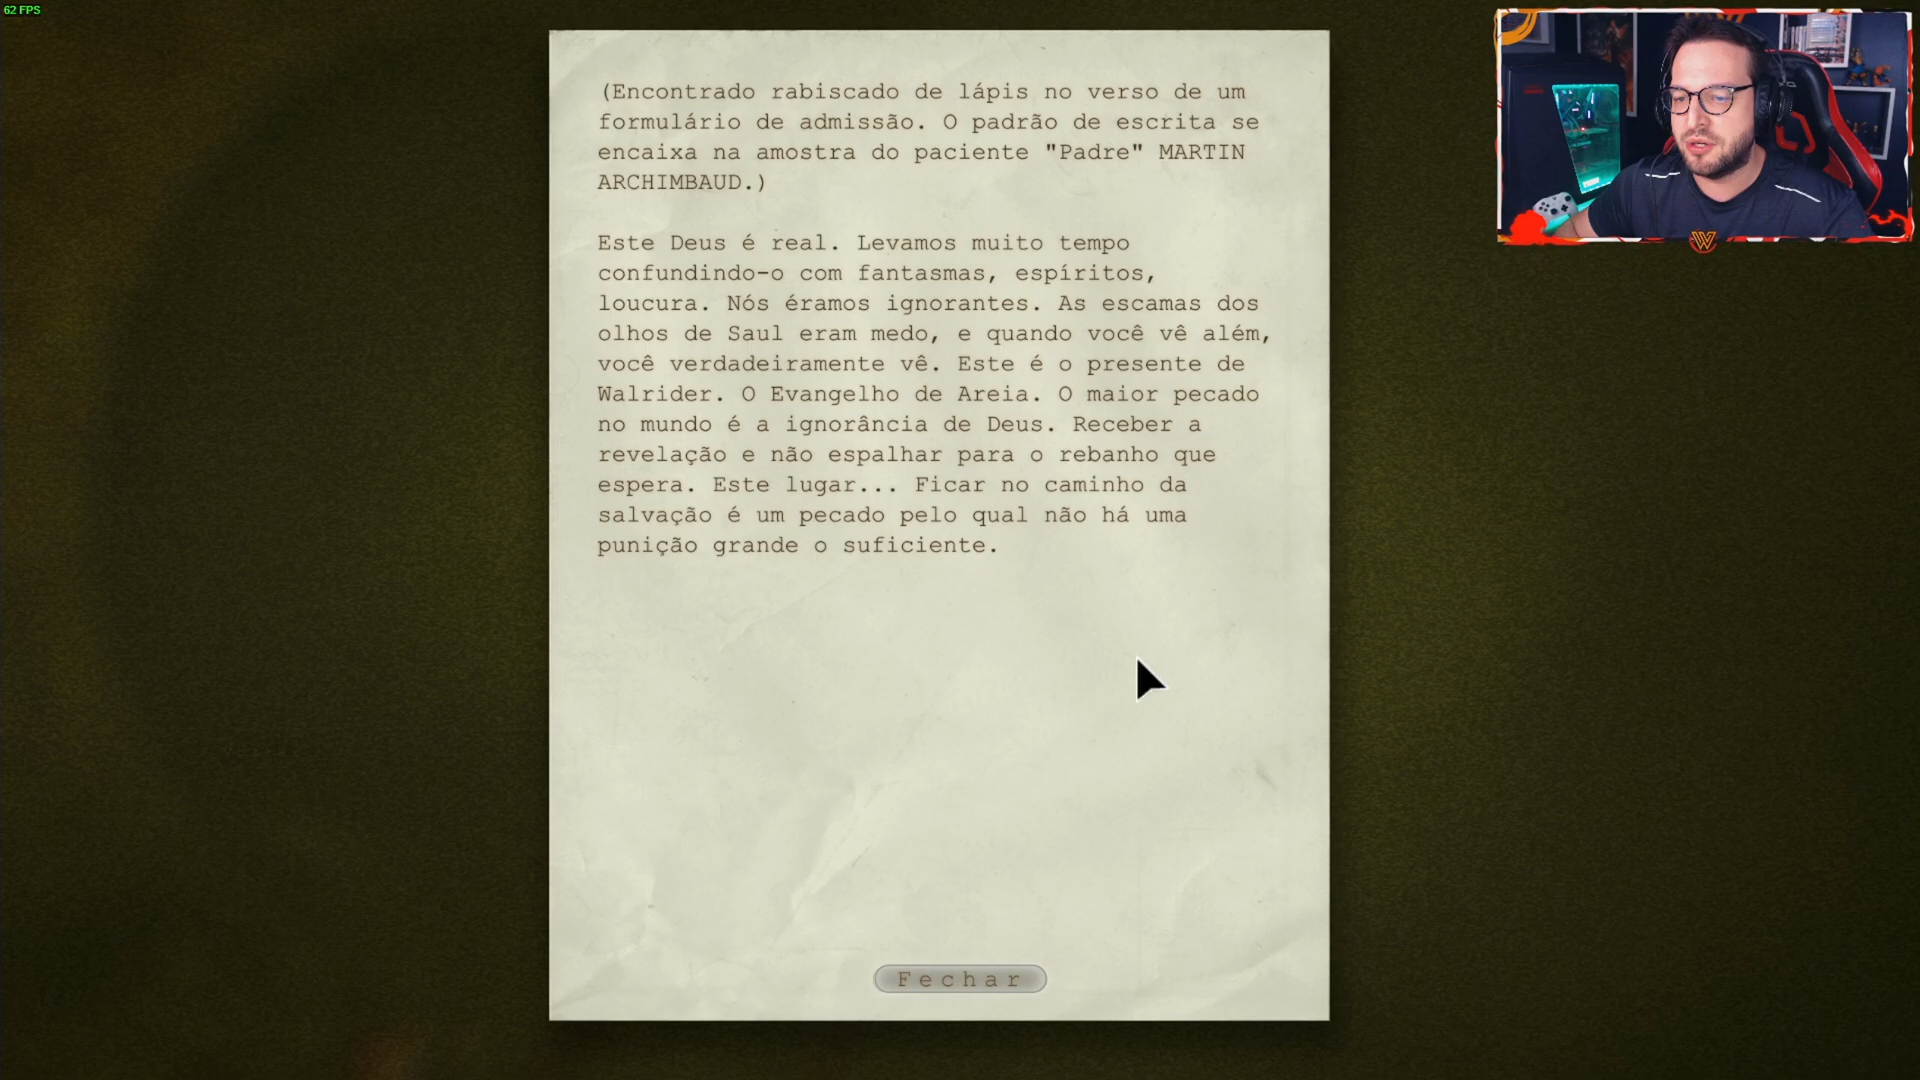 62 FPS
(Encontrado rabiscado de lápis no verso de um
formulário de admissão. O padrão de escrita se
encaixa na amostra do paciente "Padre" MARTIN
ARCHIMBAUD.)
Este Deus é real. Levamos muito tempo
confundindo-o com fantasmas, espíritos,
loucura. Nós éramos ignorantes. As escamas dos
olhos de Saul eram medo, e quando você vê além,
você verdadeiramente vê. Este é o presente de
Walrider. O Evangelho de Areia. O maior pecado
no mundo é a ignorância de Deus. Receber a
revelação e não espalhar para o rebanho que
espera. Este lugar... Ficar no caminho da
salvação é um pecado pelo qual não há uma
punição grande o suficiente.
Fechar